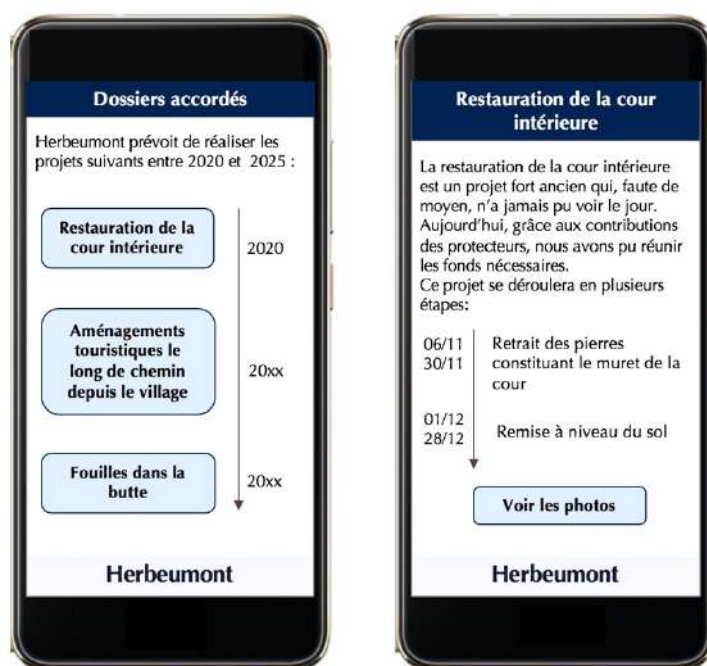 Dossiers accordés
Herbeumont prévoit de réaliser les
projets suivants entre 2020 et 2025 :
Restauration de la
cour intérieure
2020
Aménagements
touristiques le
long de chemin
depuis le village
20xx
Fouilles dans la
butte
20xx
Herbeumont
Restauration de la cour
intérieure
La restauration de la cour intérieure
est un projet fort ancien qui, faute de
moyen, n'a jamais pu voir le jour.
Aujourd'hui, grâce aux contributions
des protecteurs, nous avons pu réunir
les fonds nécessaires.
Ce projet se déroulera en plusieurs
étapes:
06/11
30/11
Retrait des pierres
constituant le muret de la
cour
01/12
28/12
Remise à niveau du sol
Voir les photos
Herbeumont